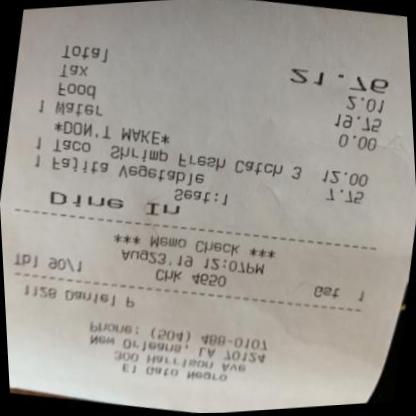 El Gato Negro
300 Harrison Ave
New Orleans, LA 70124
Phone: (504) 488-0107
1128 Daniel P
Tbl 90/1 Chk 4650 Gst 1
Aug23'19 12:07PM
*** Memo Check ***
Dine In
Seat:1
1 Fajita Vegetable 7.75
1 Taco Shrimp Fresh Catch 3 12.00
*DON'T MAKE*
1 Water 0.00
Food 19.75
Tax 2.01
Total 21.76